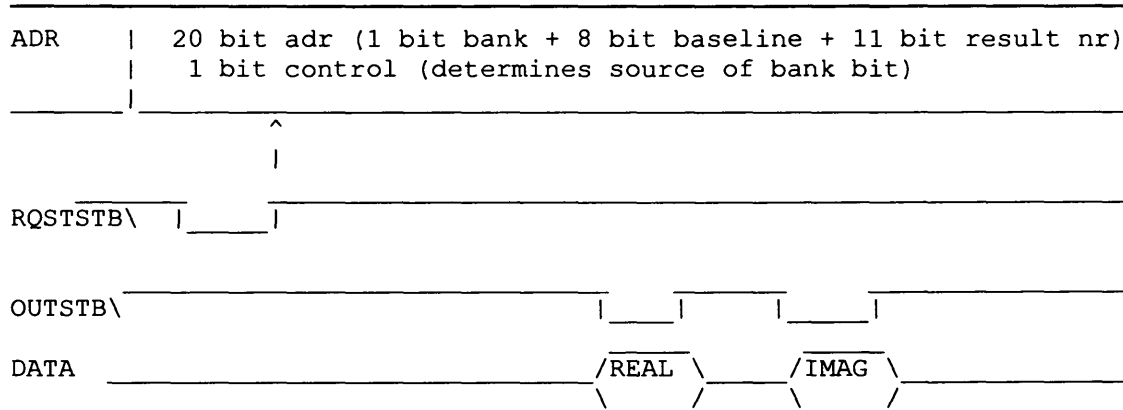 ADR 20 bit adr (1 bit bank + 8 bit baseline + 11 bit result nr)
1 bit control (determines source of bank bit)
RQSTSTB\
OUTSTB\
DATA REAL IMAG